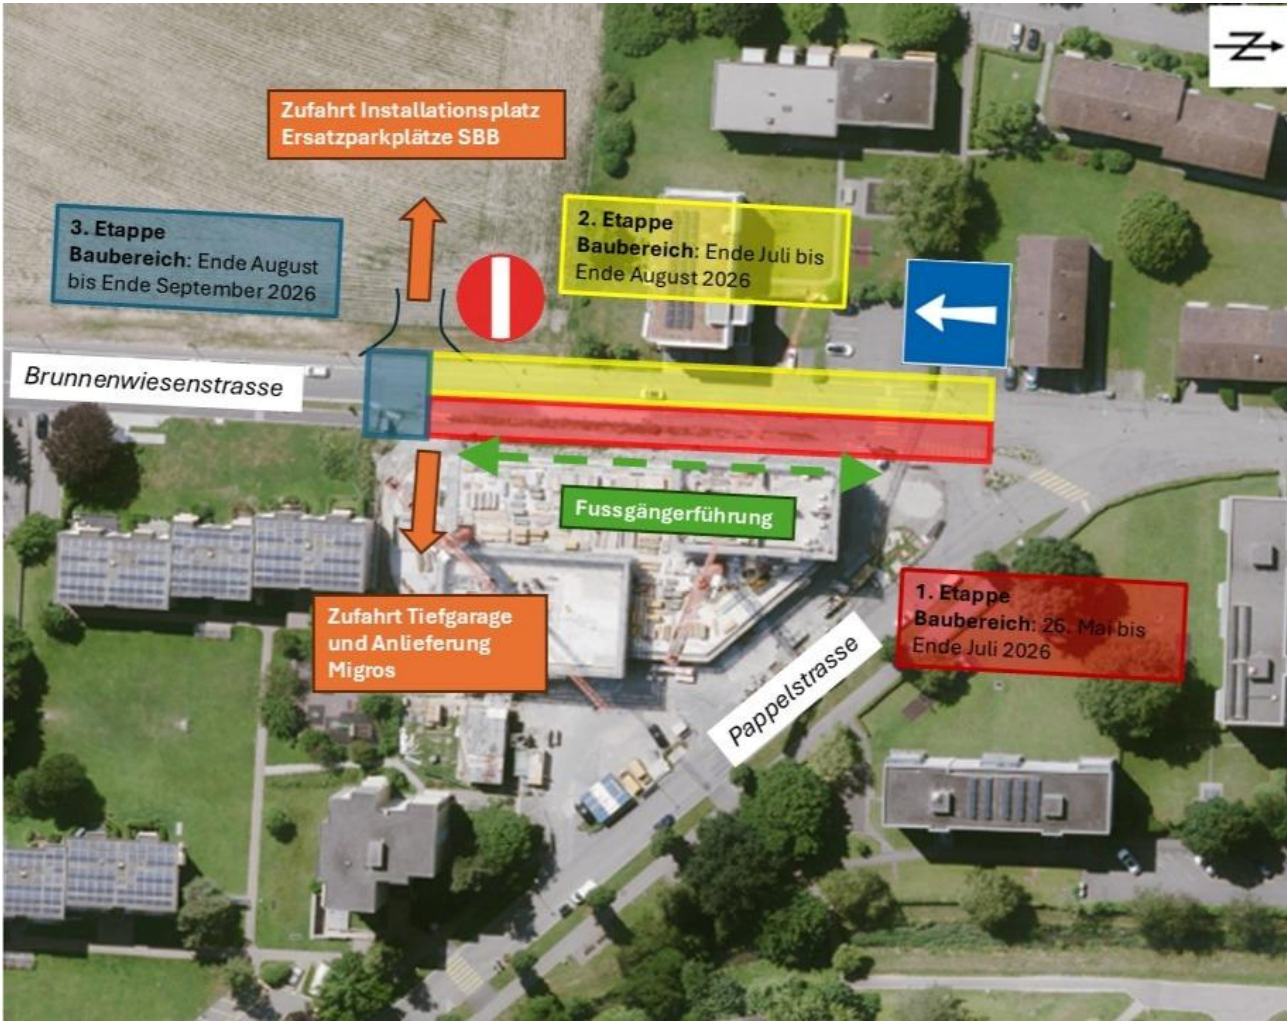 Zufahrt Installationsplatz
Ersatzparkplätze SBB
3. Etappe
Baubereich: Ende August
bis Ende September 2026
2. Etappe
Baubereich: Ende Juli bis
Ende August 2026
Brunnenwiesenstrasse
Fussgängerführung
1. Etappe
Baubereich: 26. Mai bis
Ende Juli 2026
Zufahrt Tiefgarage
und Anlieferung
Migros
Pappelstrasse